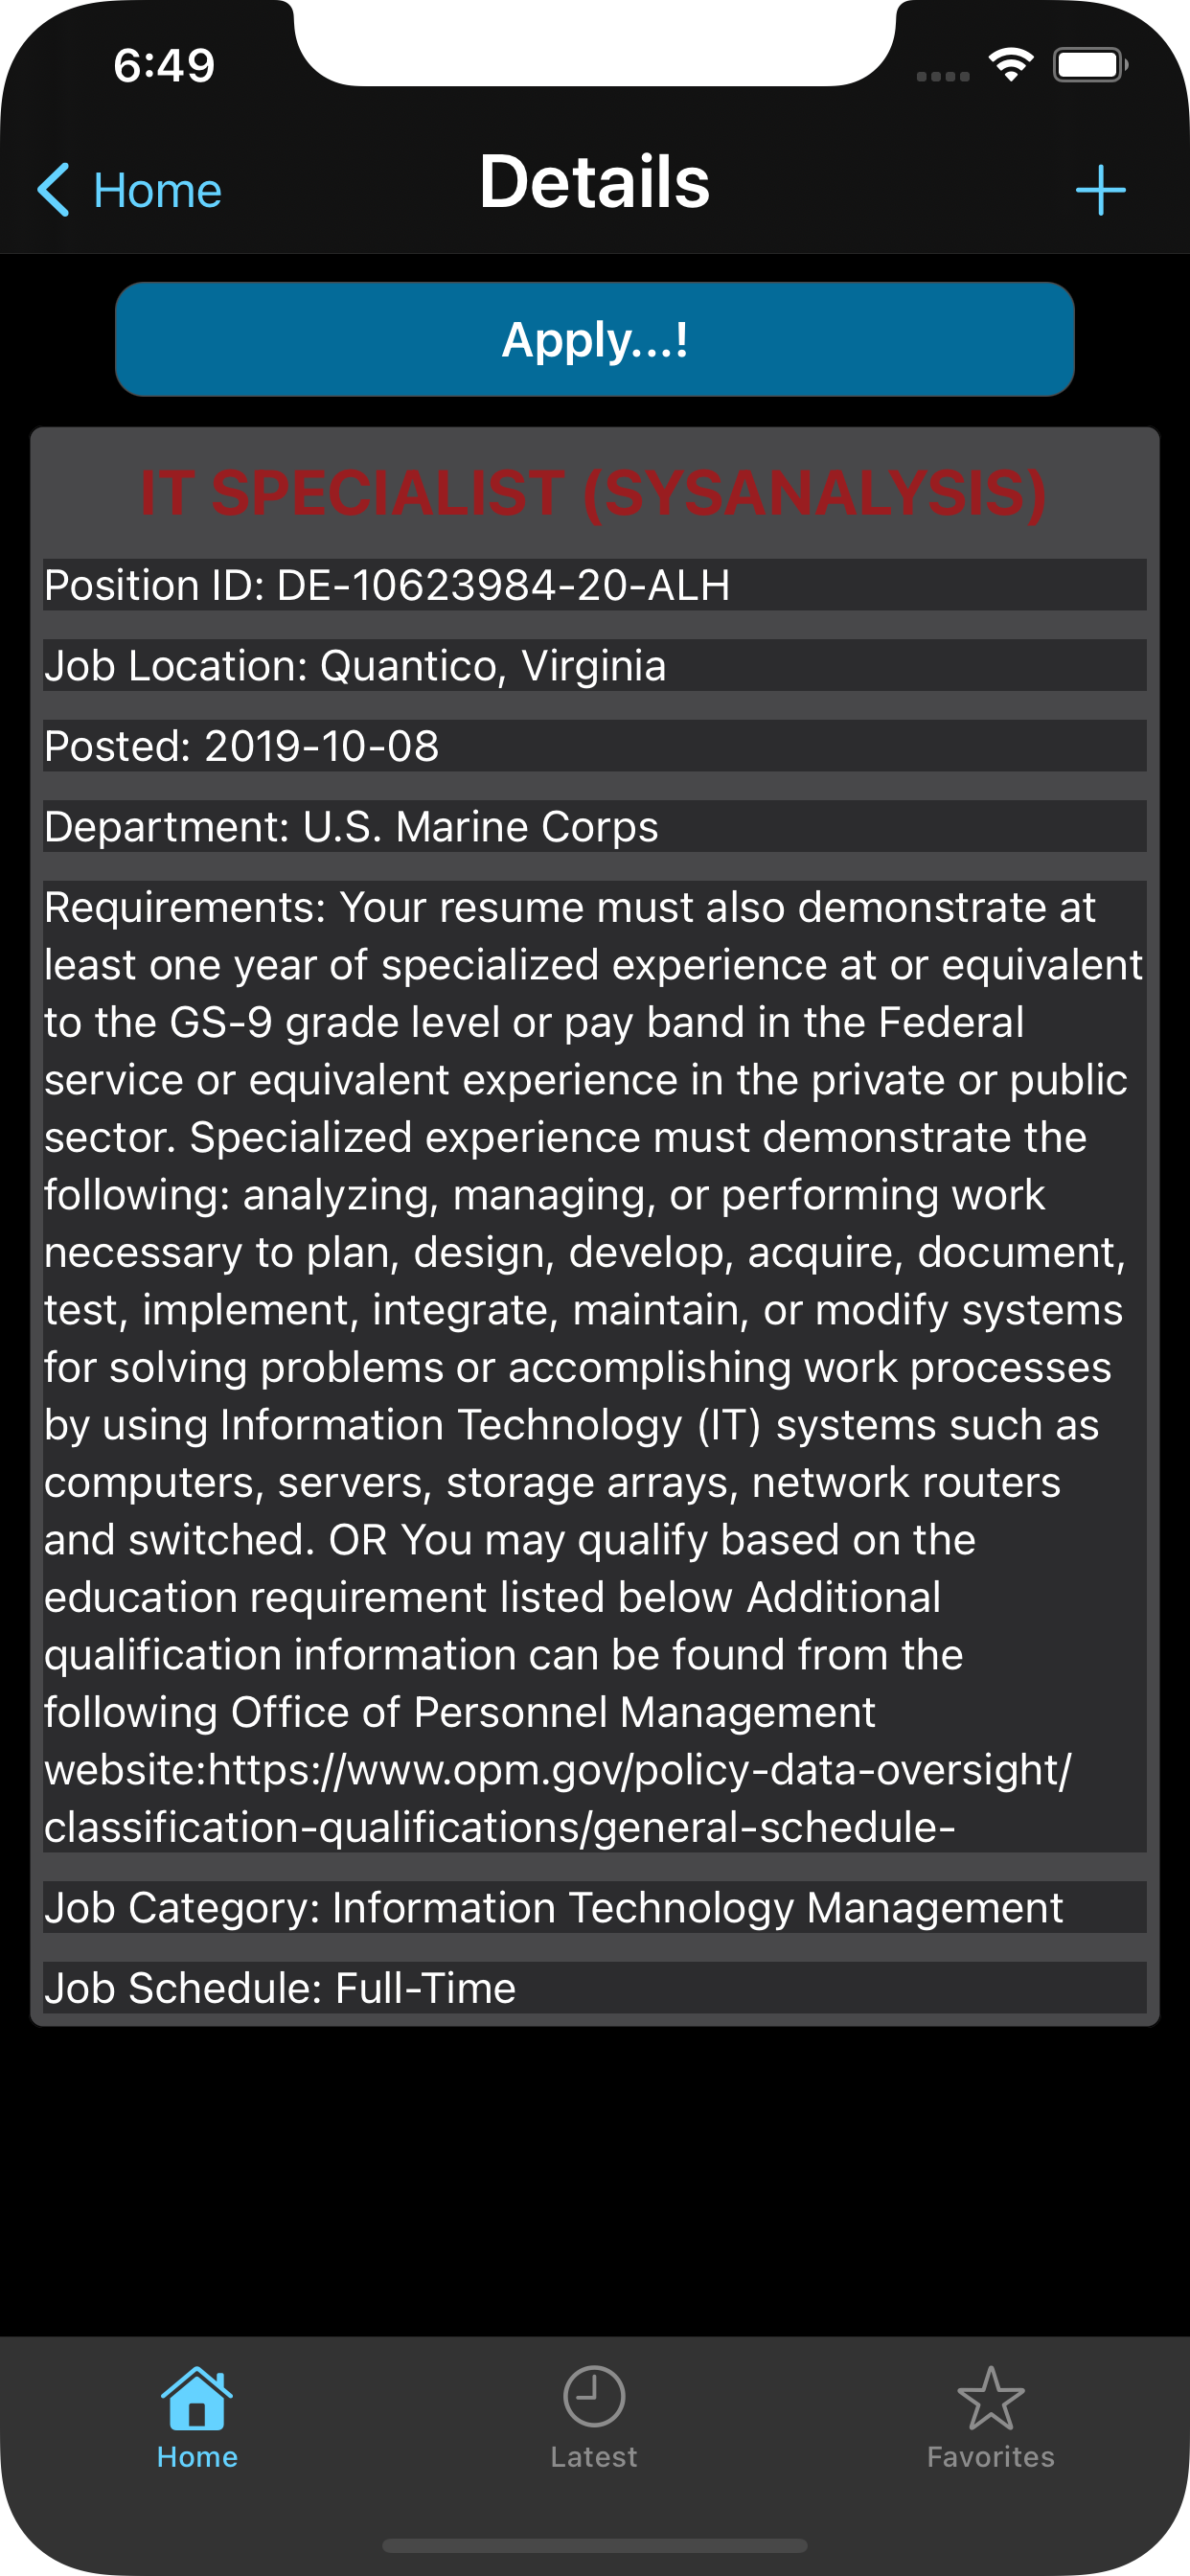 6:49
Home
Details
Apply...!
IT SPECIALIST (SYSANALYSIS)
Position ID: DE-10623984-20-ALH
Job Location: Quantico, Virginia
Posted: 2019-10-08
Department: U.S. Marine Corps
Requirements: Your resume must also demonstrate at
least one year of specialized experience at or equivalent
to the GS-9 grade level or pay band in the Federal
service or equivalent experience in the private or public
sector. Specialized experience must demonstrate the
following: analyzing, managing, or performing work
necessary to plan, design, develop, acquire, document,
test, implement, integrate, maintain, or modify systems
for solving problems or accomplishing work processes
by using Information Technology (IT) systems such as
computers, servers, storage arrays, network routers
and switched. OR You may qualify based on the
education requirement listed below Additional
qualification information can be found from the
following Office of Personnel Management
website:https://www.opm.gov/policy-data-oversight/
classification-qualifications/general-schedule-
Job Category: Information Technology Management
Job Schedule: Full-Time
Home
Latest
Favorites